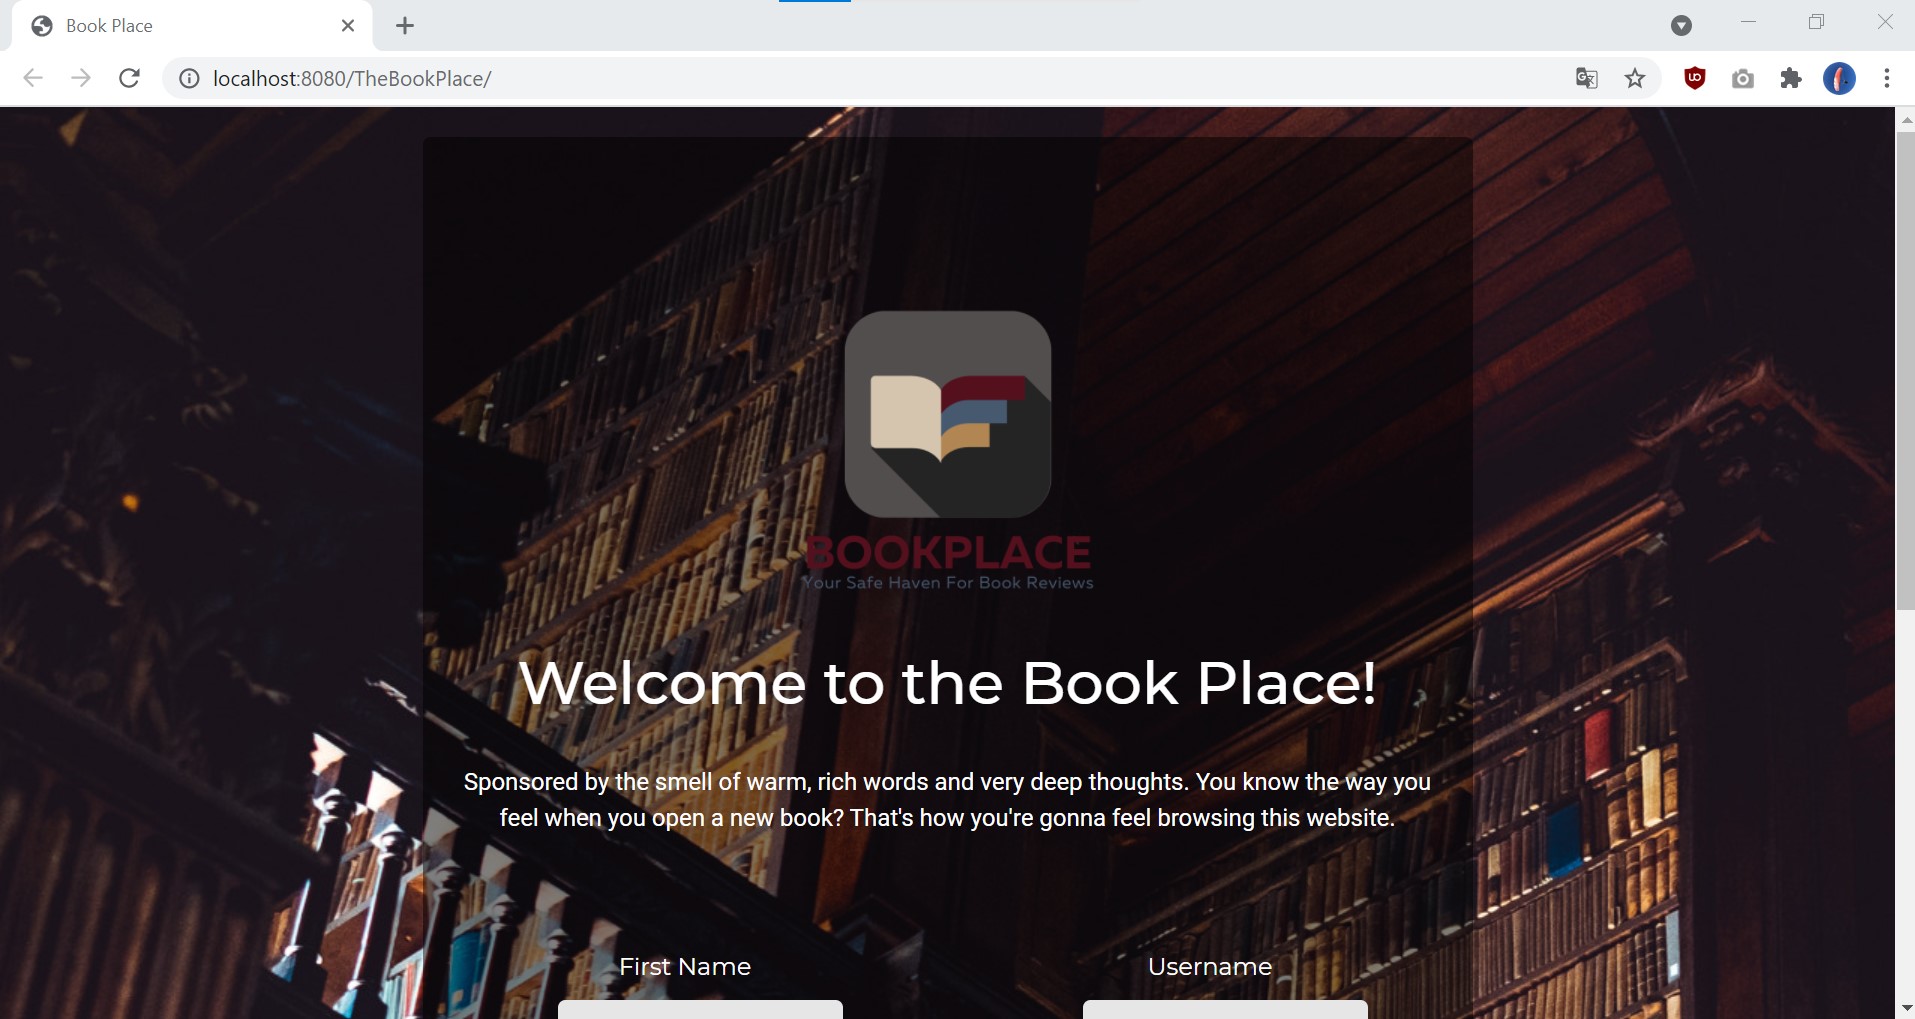 Book Place
localhost:8080/TheBookPlace/
BOOKPLACE
Your Safe Haven For Book Reviews
Welcome to the Book Place!
Sponsored by the smell of warm, rich words and very deep thoughts. You know the way you
feel when you open a new book? That's how you're gonna feel browsing this website.
First Name
Username